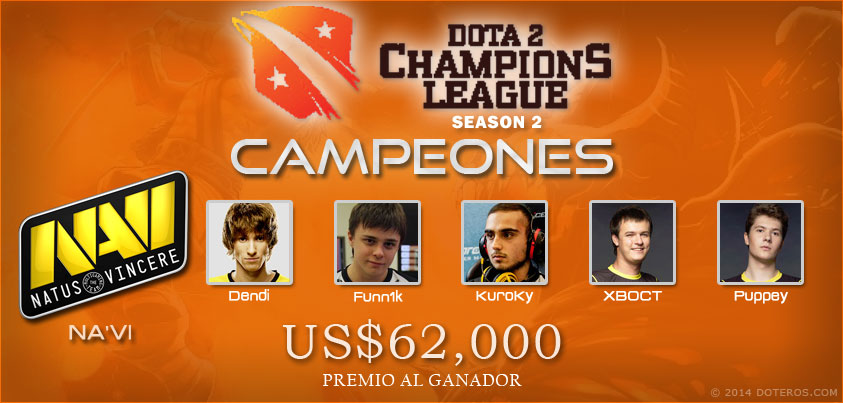 DOTA 2
CHAMPIONS
LEAGUE
SEASON 2
CAMPEONES
NAVI
NATUS VINCERE
NA'VI
Dendi
Funn1k
KuroKy
XBOCT
Puppey
US$62,000
PREMIO AL GANADOR
© 2014 DOTEROS.COM